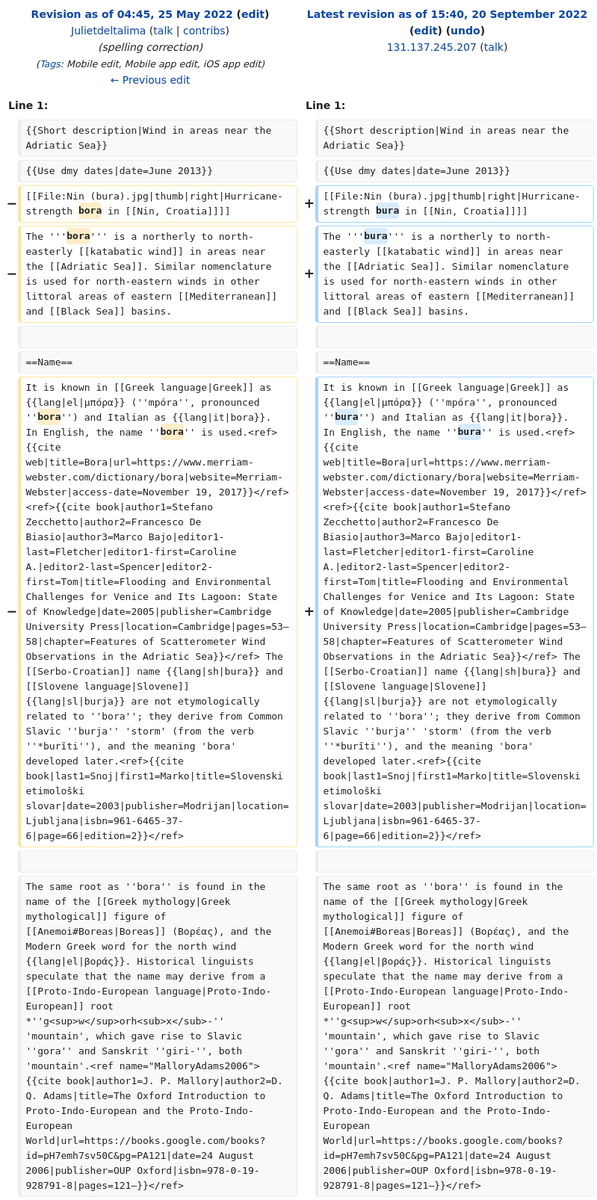 Revision as of 04:45, 25 May 2022 (edit)
Julietdeltalima (talk | contribs)
(spelling correction)
(Tags: Mobile edit, Mobile app edit, iOS app edit)
← Previous edit
Latest revision as of 15:40, 20 September 2022
(edit) (undo)
131.137.245.207 (talk)
Line 1:
{{Short description|Wind in areas near the
Adriatic Sea}}
{{Use dmy dates|date=June 2013}}
−
[[File:Nin (bura).jpg|thumb|right|Hurricane-
strength bora in [[Nin, Croatia]]]]
−
The '''bora''' is a northerly to north-
easterly [[katabatic wind]] in areas near
the [[Adriatic Sea]]. Similar nomenclature
is used for north-eastern winds in other
littoral areas of eastern [[Mediterranean]]
and [[Black Sea]] basins.
==Name==
−
It is known in [[Greek language|Greek]] as
{{lang|el|μπόρα}} (''mpóra'', pronounced
''bora'') and Italian as {{lang|it|bora}}.
In English, the name ''bora'' is used.<ref>
{{cite
web|title=Bora|url=https://www.merriam-
webster.com/dictionary/bora|website=Merriam-
Webster|access-date=November 19, 2017}}</ref>
<ref>{{cite book|author1=Stefano
Zecchetto|author2=Francesco De
Biasio|author3=Marco Bajo|editor1-
last=Fletcher|editor1-first=Caroline
A.|editor2-last=Spencer|editor2-
first=Tom|title=Flooding and Environmental
Challenges for Venice and Its Lagoon: State
of Knowledge|date=2005|publisher=Cambridge
University Press|location=Cambridge|pages=53–
58|chapter=Features of Scatterometer Wind
Observations in the Adriatic Sea}}</ref> The
[[Serbo-Croatian]] name {{lang|sh|bura}} and
[[Slovene language|Slovene]]
{{lang|sl|burja}} are not etymologically
related to ''bora''; they derive from Common
Slavic ''burja'' 'storm' (from the verb
''*burĭti''), and the meaning 'bora'
developed later.<ref>{{cite
book|last1=Snoj|first1=Marko|title=Slovenski
etimološki
slovar|date=2003|publisher=Modrijan|location=
Ljubljana|isbn=961-6465-37-
6|page=66|edition=2}}</ref>
The same root as ''bora'' is found in the
name of the [[Greek mythology|Greek
mythological]] figure of
[[Anemoi#Boreas|Boreas]] (Βορέας), and the
Modern Greek word for the north wind
{{lang|el|βοράς}}. Historical linguists
speculate that the name may derive from a
[[Proto-Indo-European language|Proto-Indo-
European]] root
*''g<sup>w</sup>orh<sub>x</sub>-''
'mountain', which gave rise to Slavic
''gora'' and Sanskrit ''giri-'', both
'mountain'.<ref name="MalloryAdams2006">
{{cite book|author1=J. P. Mallory|author2=D.
Q. Adams|title=The Oxford Introduction to
Proto-Indo-European and the Proto-Indo-
European
World|url=https://books.google.com/books?
id=pH7emh7sv50C&pg=PA121|date=24 August
2006|publisher=OUP Oxford|isbn=978-0-19-
928791-8|pages=121–}}</ref>
Line 1:
{{Short description|Wind in areas near the
Adriatic Sea}}
{{Use dmy dates|date=June 2013}}
+
[[File:Nin (bura).jpg|thumb|right|Hurricane-
strength bura in [[Nin, Croatia]]]]
+
The '''bura''' is a northerly to north-
easterly [[katabatic wind]] in areas near
the [[Adriatic Sea]]. Similar nomenclature
is used for north-eastern winds in other
littoral areas of eastern [[Mediterranean]]
and [[Black Sea]] basins.
==Name==
+
It is known in [[Greek language|Greek]] as
{{lang|el|μπόρα}} (''mpóra'', pronounced
''bura'') and Italian as {{lang|it|bora}}.
In English, the name ''bura'' is used.<ref>
{{cite
web|title=Bora|url=https://www.merriam-
webster.com/dictionary/bora|website=Merriam-
Webster|access-date=November 19, 2017}}</ref>
<ref>{{cite book|author1=Stefano
Zecchetto|author2=Francesco De
Biasio|author3=Marco Bajo|editor1-
last=Fletcher|editor1-first=Caroline
A.|editor2-last=Spencer|editor2-
first=Tom|title=Flooding and Environmental
Challenges for Venice and Its Lagoon: State
of Knowledge|date=2005|publisher=Cambridge
University Press|location=Cambridge|pages=53–
58|chapter=Features of Scatterometer Wind
Observations in the Adriatic Sea}}</ref> The
[[Serbo-Croatian]] name {{lang|sh|bura}} and
[[Slovene language|Slovene]]
{{lang|sl|burja}} are not etymologically
related to ''bora''; they derive from Common
Slavic ''burja'' 'storm' (from the verb
''*burĭti''), and the meaning 'bora'
developed later.<ref>{{cite
book|last1=Snoj|first1=Marko|title=Slovenski
etimološki
slovar|date=2003|publisher=Modrijan|location=
Ljubljana|isbn=961-6465-37-
6|page=66|edition=2}}</ref>
The same root as ''bora'' is found in the
name of the [[Greek mythology|Greek
mythological]] figure of
[[Anemoi#Boreas|Boreas]] (Βορέας), and the
Modern Greek word for the north wind
{{lang|el|βοράς}}. Historical linguists
speculate that the name may derive from a
[[Proto-Indo-European language|Proto-Indo-
European]] root
*''g<sup>w</sup>orh<sub>x</sub>-''
'mountain', which gave rise to Slavic
''gora'' and Sanskrit ''giri-'', both
'mountain'.<ref name="MalloryAdams2006">
{{cite book|author1=J. P. Mallory|author2=D.
Q. Adams|title=The Oxford Introduction to
Proto-Indo-European and the Proto-Indo-
European
World|url=https://books.google.com/books?
id=pH7emh7sv50C&pg=PA121|date=24 August
2006|publisher=OUP Oxford|isbn=978-0-19-
928791-8|pages=121–}}</ref>